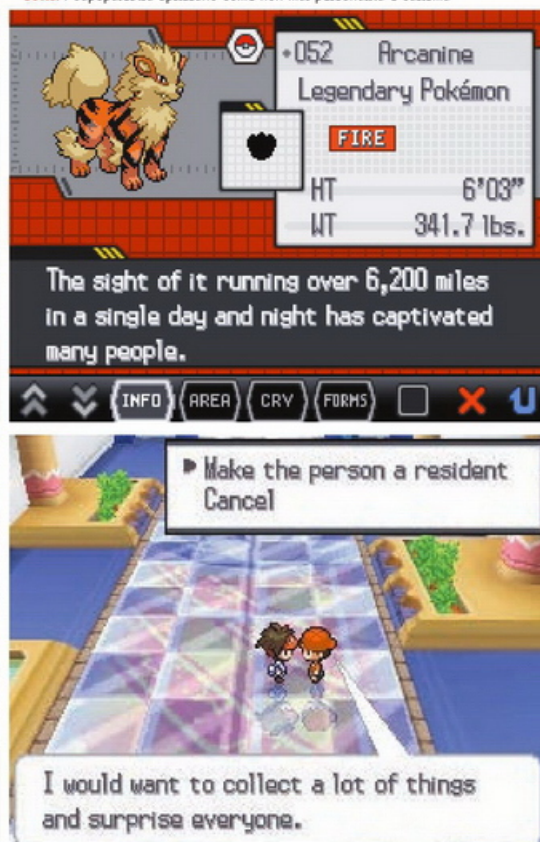 052 Arcanine
Legendary Pokémon
FIRE
HT 6'03"
WT 341.7 lbs.
The sight of it running over 6,200 miles
in a single day and night has captivated
many people.
INFO AREA CRY FORMS
Make the person a resident
Cancel
I would want to collect a lot of things
and surprise everyone.